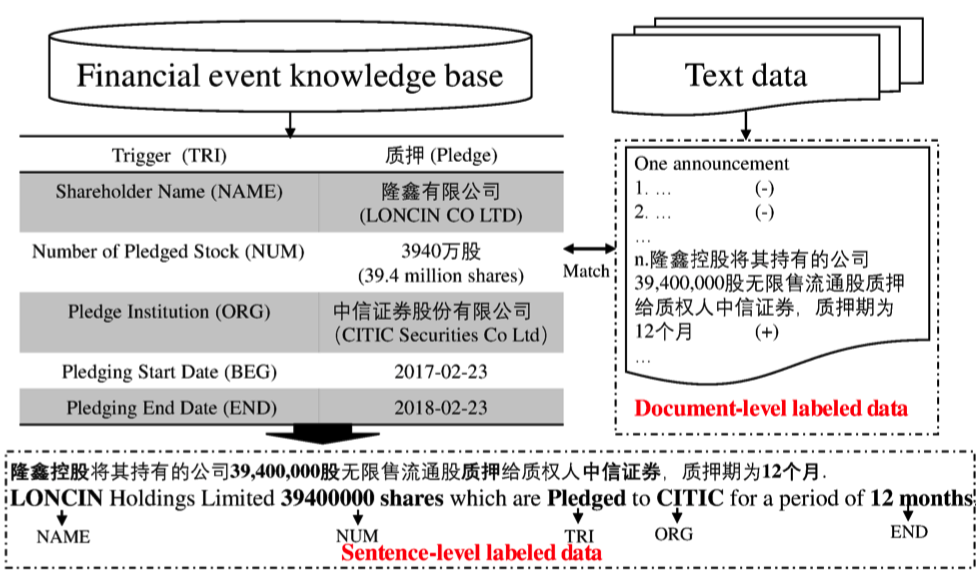 Financial event knowledge base
Text data
Trigger (TRI) 质押 (Pledge)
Shareholder Name (NAME) 隆鑫有限公司
(LONCIN CO LTD)
Number of Pledged Stock (NUM) 3940万股
(39.4 million shares)
Pledge Institution (ORG) 中信证券股份有限公司
(CITIC Securities Co Ltd)
Pledging Start Date (BEG) 2017-02-23
Pledging End Date (END) 2018-02-23
Match
One announcement
1. ... (-)
2. ... (-)
...
n.隆鑫控股将其持有的公司
39,400,000股无限售流通股质押
给质权人中信证券，质押期为
12个月 (+)
...
Document-level labeled data
隆鑫控股将其持有的公司39,400,000股无限售流通股质押给质权人中信证券，质押期为12个月.
LONCIN Holdings Limited 39400000 shares which are Pledged to CITIC for a period of 12 months
NAME NUM TRI ORG END
Sentence-level labeled data